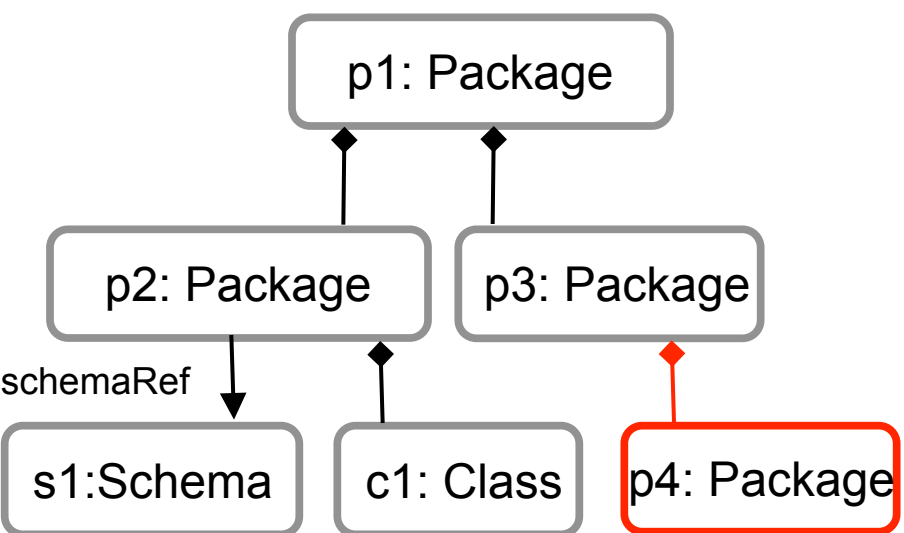 p1: Package
p2: Package
p3: Package
schemaRef
s1:Schema
c1: Class
p4: Package